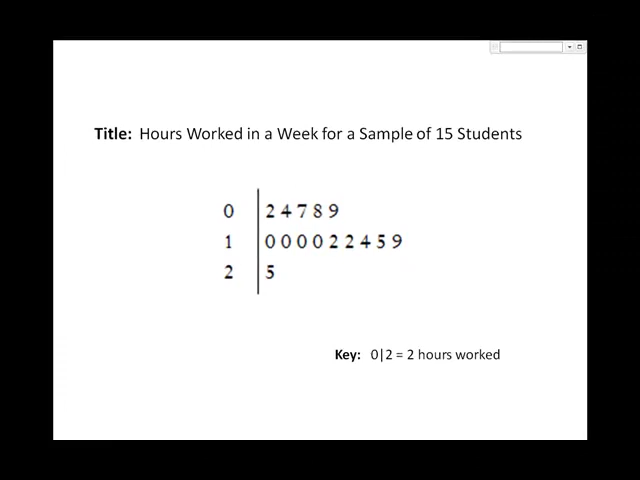 Title: Hours Worked in a Week for a Sample of 15 Students
0 | 2 4 7 8 9
1 | 0 0 0 0 2 2 4 5 9
2 | 5
Key: 0|2 = 2 hours worked